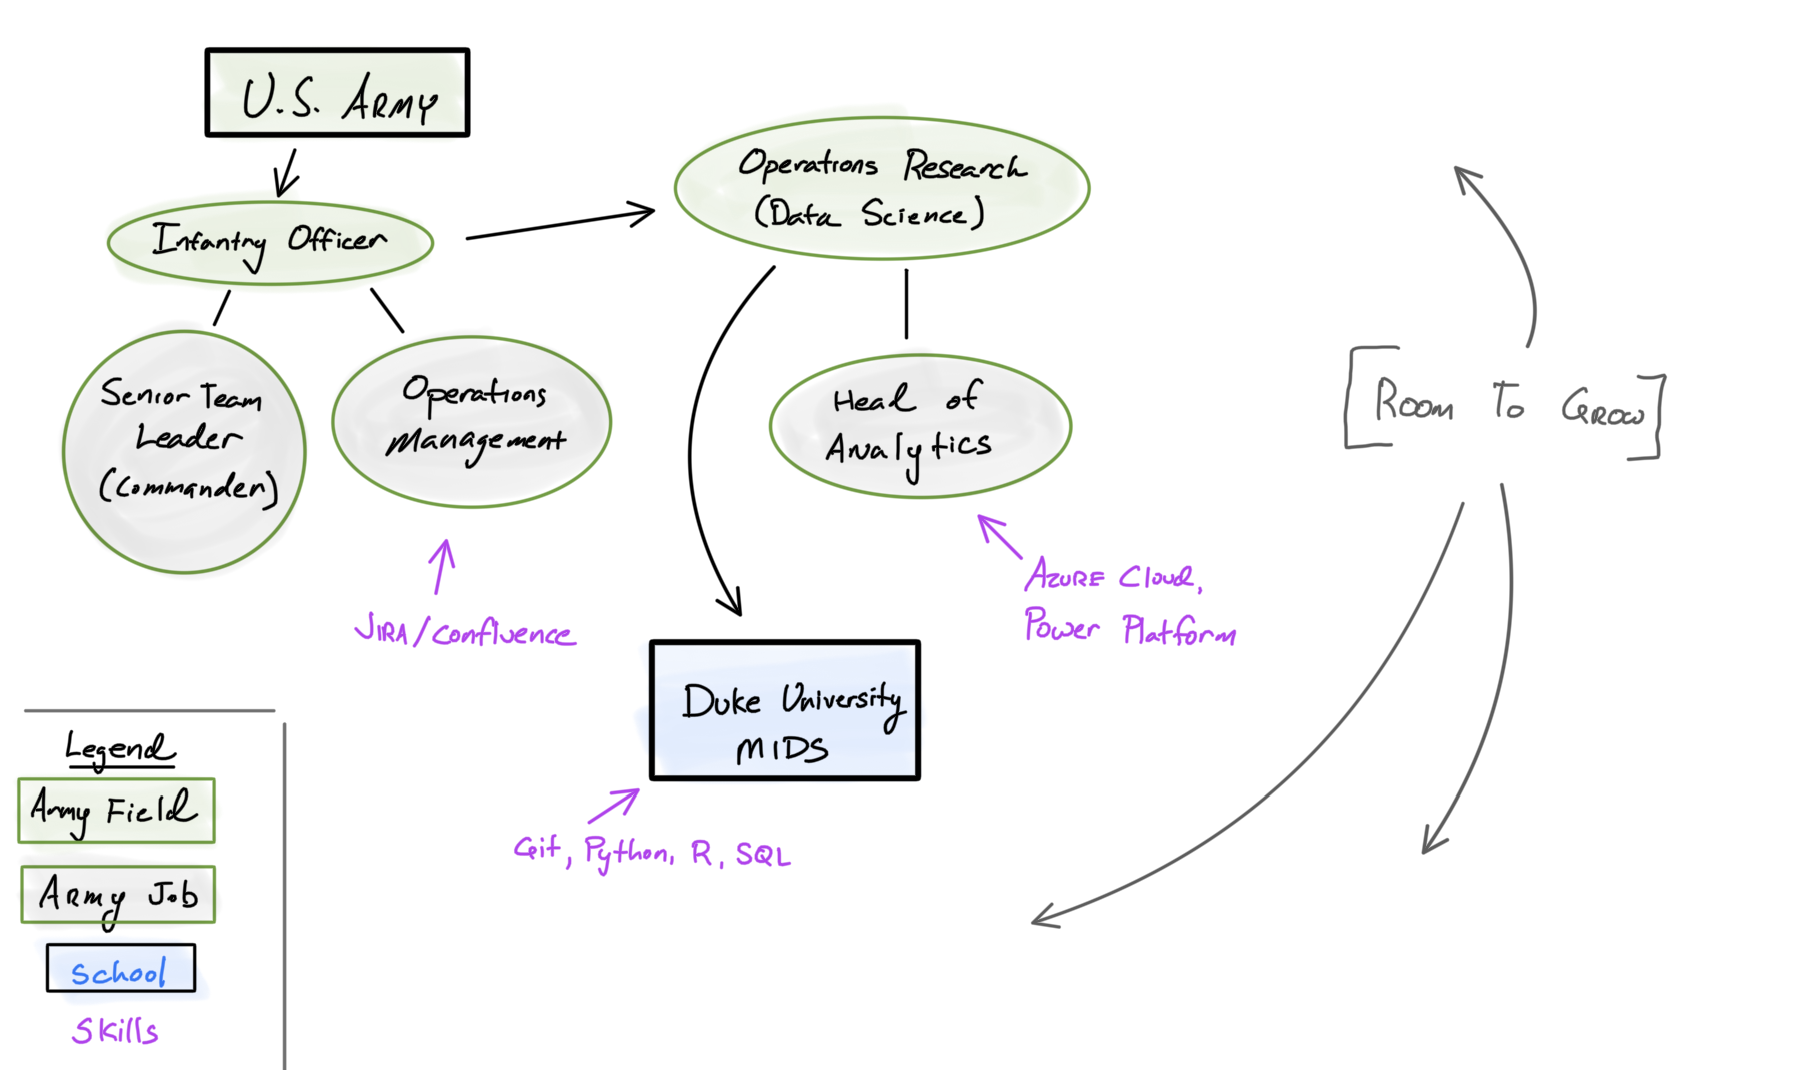 U.S. Army
Infantry Officer
Senior Team
Leader
(Commander)
Operations
Management
Jira/Confluence
Operations Research
(Data Science)
Head of
Analytics
Azure Cloud,
Power Platform
Duke University
MIDS
Git, Python, R, SQL
[Room To Grow]
Legend
Army Field
Army Job
School
Skills